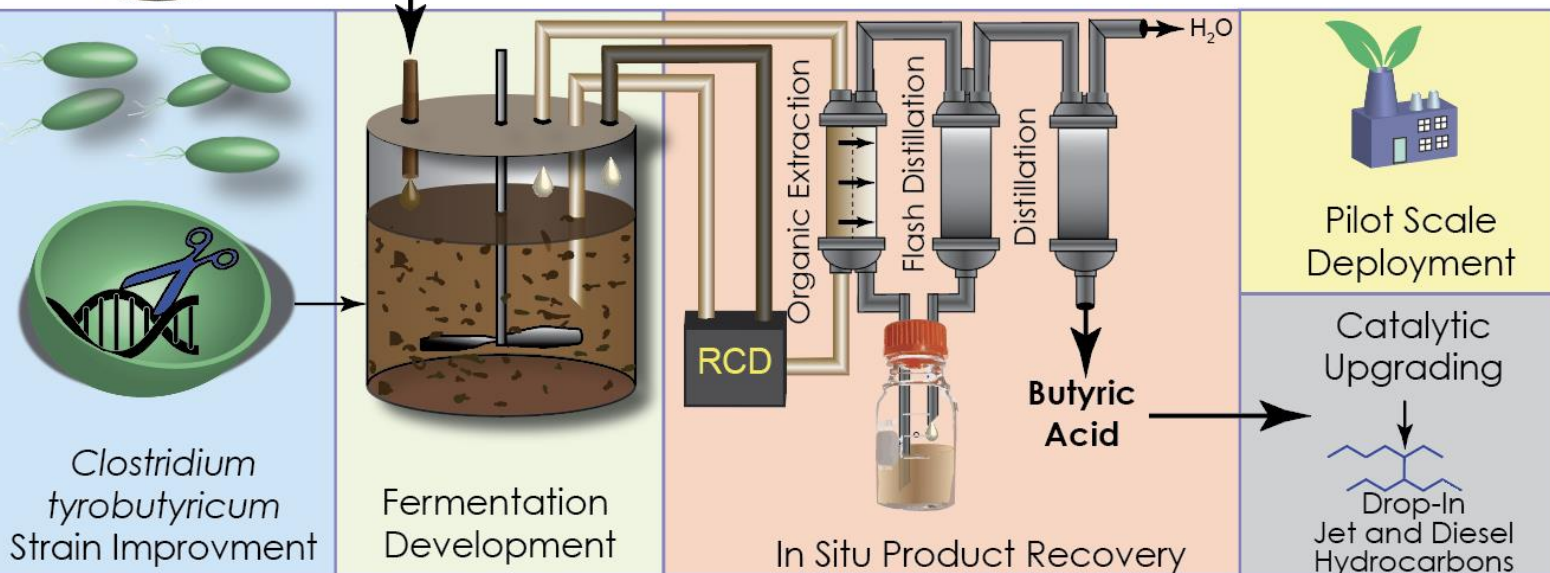 Clostridium
tyrobutyricum
Strain Improvment
Fermentation
Development
RCD
Organic Extraction
Flash Distillation
Distillation
H₂O
Butyric
Acid
In Situ Product Recovery
Pilot Scale
Deployment
Catalytic
Upgrading
Drop-In
Jet and Diesel
Hydrocarbons